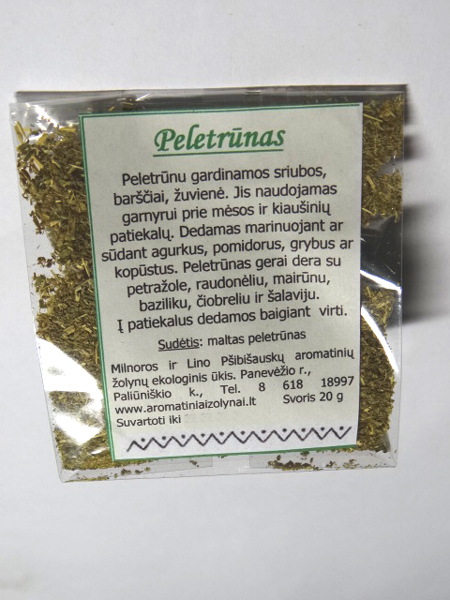 Peletrūnas
Peletrūnu gardinamos sriubos,
barščiai, žuvienė. Jis naudojamas
garnyrui prie mėsos ir kiaušinių
patiekalų. Dedamas marinuojant ar
sūdant agurkus, pomidorus, grybus ar
kopūstus. Peletrūnas gerai dera su
petražole, raudonėliu, mairūnu,
baziliku, čiobreliu ir šalaviju.
Į patiekalus dedamos baigiant virti.
Sudėtis: maltas peletrūnas
Milnoros ir Lino Pšibišauskų aromatinių
žolynų ekologinis ūkis. Panevėžio r.,
Paliūniškio k., Tel. 8 618 18997
www.aromatiniaizolynai.lt Svoris 20 g
Suvartoti iki